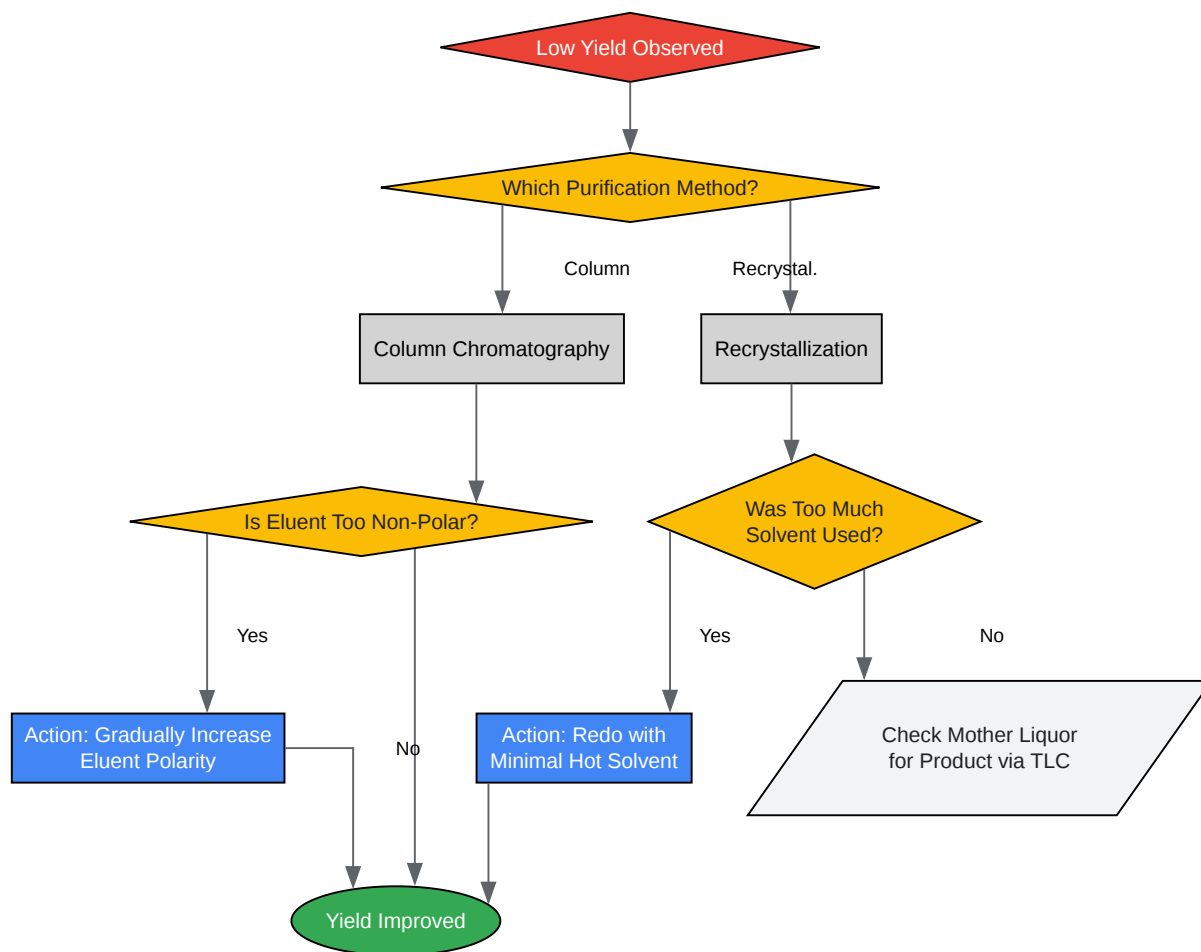 Low Yield Observed
Which Purification Method?
Column
Recrystal.
Column Chromatography
Recrystallization
Is Eluent Too Non-Polar?
Was Too Much
Solvent Used?
Yes
Yes
No
Action: Gradually Increase
Eluent Polarity
No
Action: Redo with
Minimal Hot Solvent
Check Mother Liquor
for Product via TLC
Yield Improved